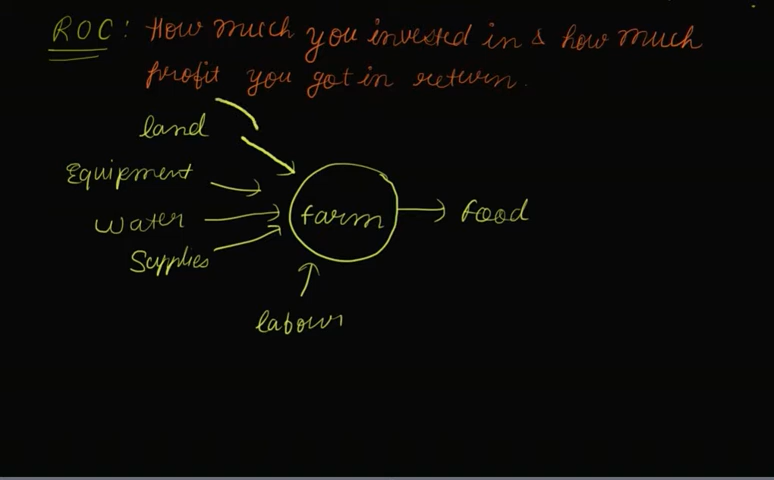 ROC: How much you invested in & how much
profit you got in return.
land
Equipment
Water
Supplies
farm
Food
labour